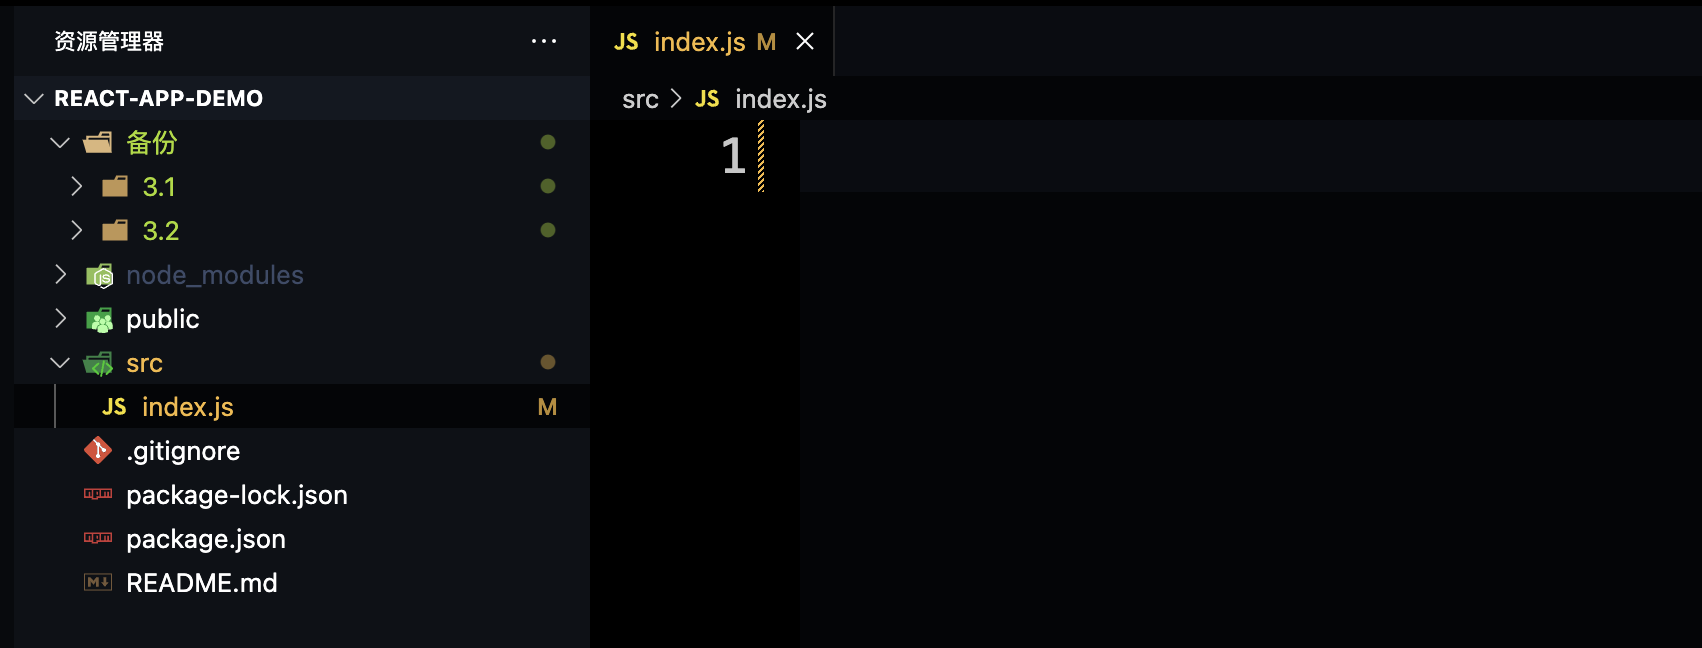 资源管理器 ...
REACT-APP-DEMO
备份
3.1
3.2
node_modules
public
src
JS index.js M
.gitignore
package-lock.json
package.json
README.md
JS index.js M
src > JS index.js
1